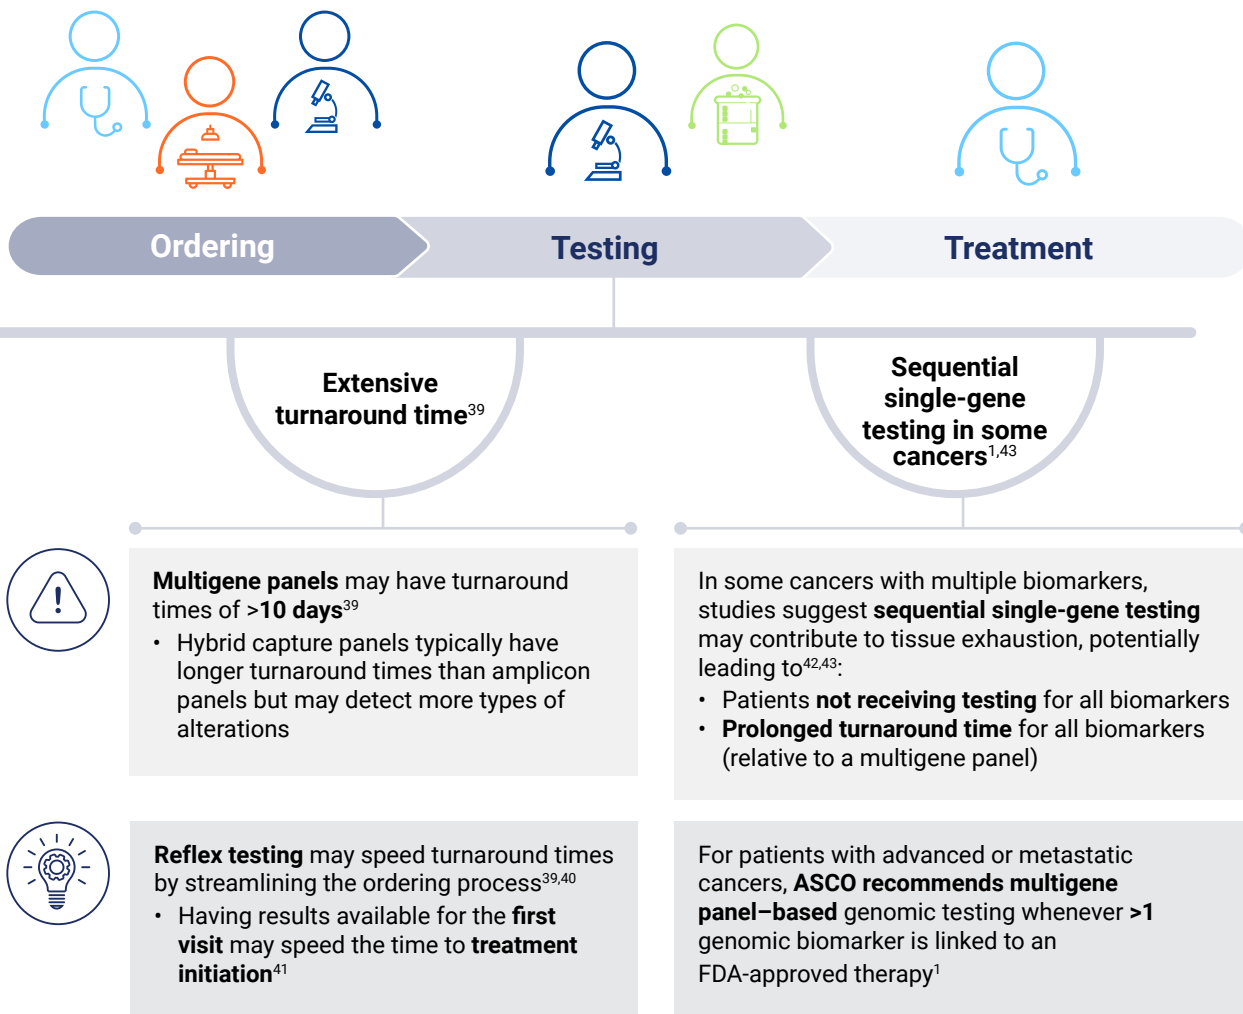 Ordering
Testing
Treatment
Extensive
turnaround time39
Sequential
single-gene
testing in some
cancers1,43
Multigene panels may have turnaround
times of >10 days39
• Hybrid capture panels typically have
longer turnaround times than amplicon
panels but may detect more types of
alterations
In some cancers with multiple biomarkers,
studies suggest sequential single-gene testing
may contribute to tissue exhaustion, potentially
leading to42,43:
• Patients not receiving testing for all biomarkers
• Prolonged turnaround time for all biomarkers
(relative to a multigene panel)
Reflex testing may speed turnaround times
by streamlining the ordering process39,40
• Having results available for the first
visit may speed the time to treatment
initiation41
For patients with advanced or metastatic
cancers, ASCO recommends multigene
panel–based genomic testing whenever >1
genomic biomarker is linked to an
FDA-approved therapy1